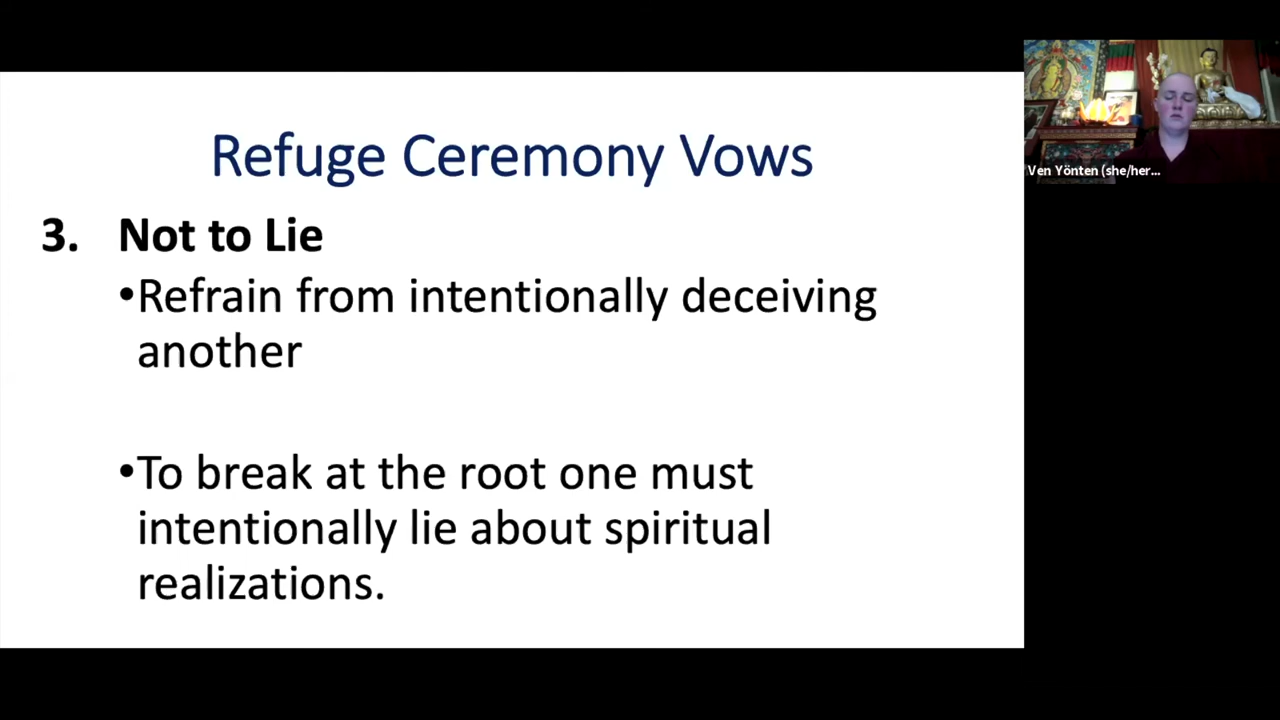 Refuge Ceremony Vows
3. Not to Lie
•Refrain from intentionally deceiving
another
•To break at the root one must
intentionally lie about spiritual
realizations.
Ven Yönten (she/her...